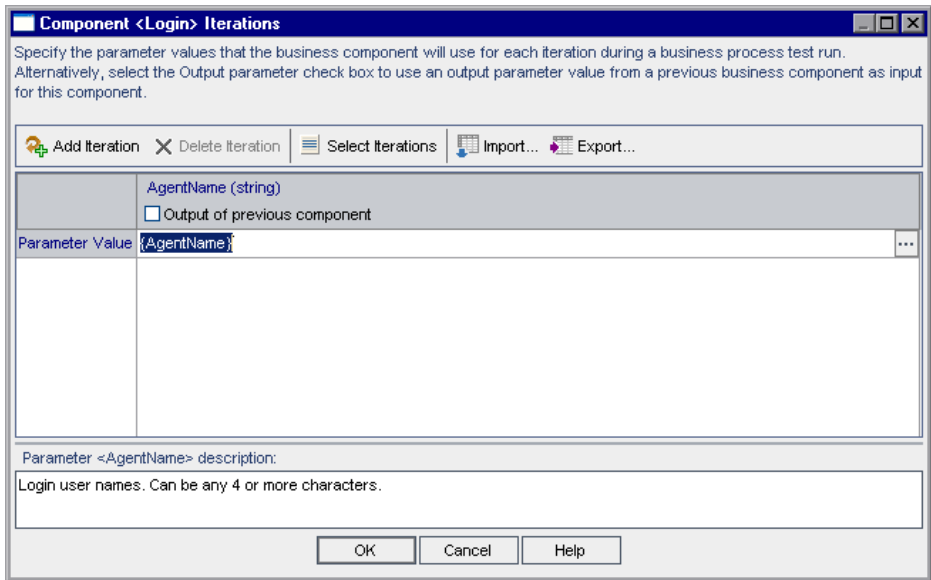 Component <Login> Iterations
Specify the parameter values that the business component will use for each iteration during a business process test run.
Alternatively, select the Output parameter check box to use an output parameter value from a previous business component as input
for this component.
Add Iteration Delete Iteration Select Iterations Import... Export...
AgentName (string)
Output of previous component
Parameter Value {AgentName} ...
Parameter <AgentName> description:
Login user names. Can be any 4 or more characters.
OK Cancel Help